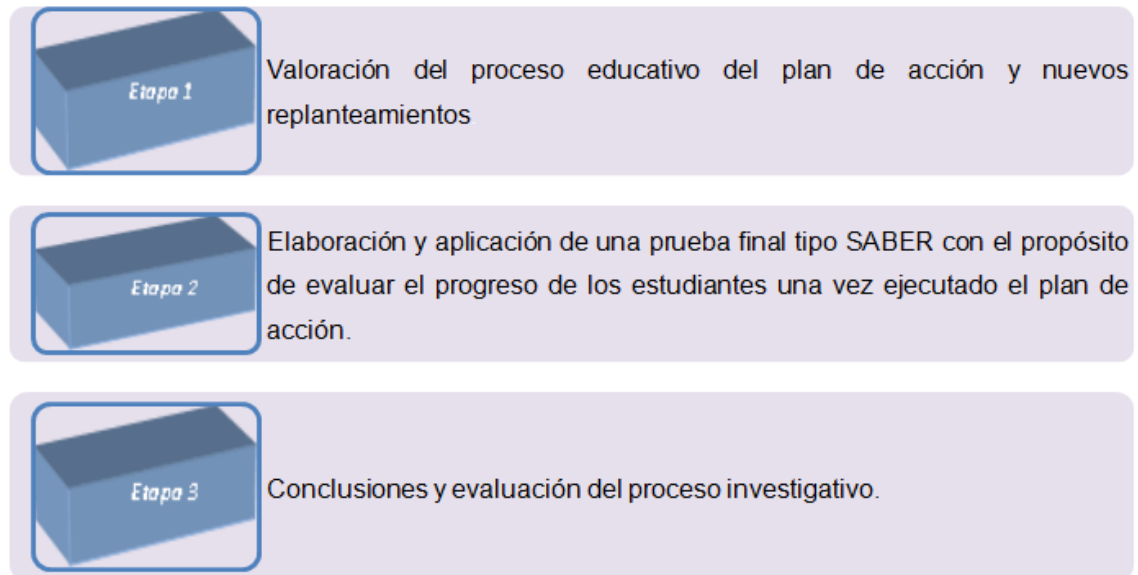 Etapa 1
Valoración del proceso educativo del plan de acción y nuevos
replanteamientos
Etapa 2
Elaboración y aplicación de una prueba final tipo SABER con el propósito
de evaluar el progreso de los estudiantes una vez ejecutado el plan de
acción.
Etapa 3
Conclusiones y evaluación del proceso investigativo.